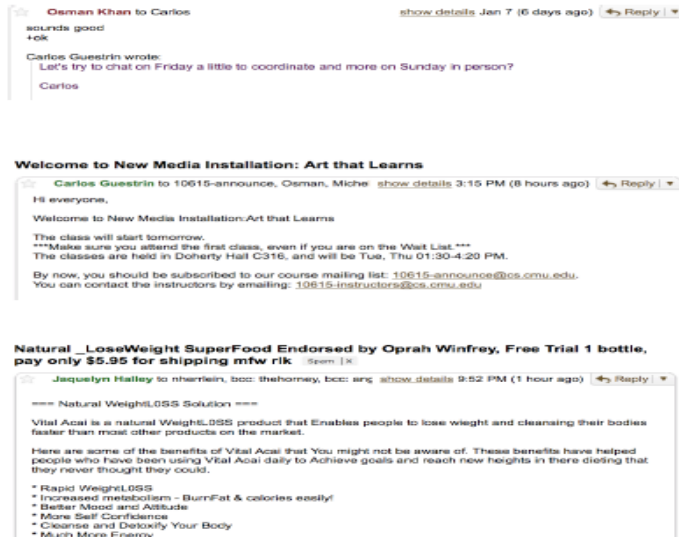 Osman Khan to Carlos show details Jan 7 (6 days ago) Reply
sounds good
+ok
Carlos Guestrin wrote:
Let's try to chat on Friday a little to coordinate and more on Sunday in person?
Carlos
Welcome to New Media Installation: Art that Learns
Carlos Guestrin to 10615-announce, Osman, Miche show details 3:15 PM (8 hours ago) Reply
Hi everyone,
Welcome to New Media Installation:Art that Learns
The class will start tomorrow.
***Make sure you attend the first class, even if you are on the Wait List.***
The classes are held in Doherty Hall C316, and will be Tue, Thu 01:30-4:20 PM.
By now, you should be subscribed to our course mailing list: 10615-announce@cs.cmu.edu.
You can contact the instructors by emailing: 10615-instructors@cs.cmu.edu
Natural _LoseWeight SuperFood Endorsed by Oprah Winfrey, Free Trial 1 bottle,
pay only $5.95 for shipping mfw rlk Spam | X
Jaquelyn Halley to nherrlein, bcc: thehorney, bcc: ang show details 9:52 PM (1 hour ago) Reply
=== Natural WeightL0SS Solution ===
Vital Acai is a natural WeightL0SS product that Enables people to lose wieght and cleansing their bodies
faster than most other products on the market.
Here are some of the benefits of Vital Acai that You might not be aware of. These benefits have helped
people who have been using Vital Acai daily to Achieve goals and reach new heights in there dieting that
they never thought they could.
* Rapid WeightL0SS
* Increased metabolism - BurnFat & calories easily!
* Better Mood and Attitude
* More Self Confidence
* Cleanse and Detoxify Your Body
* Much More Energy